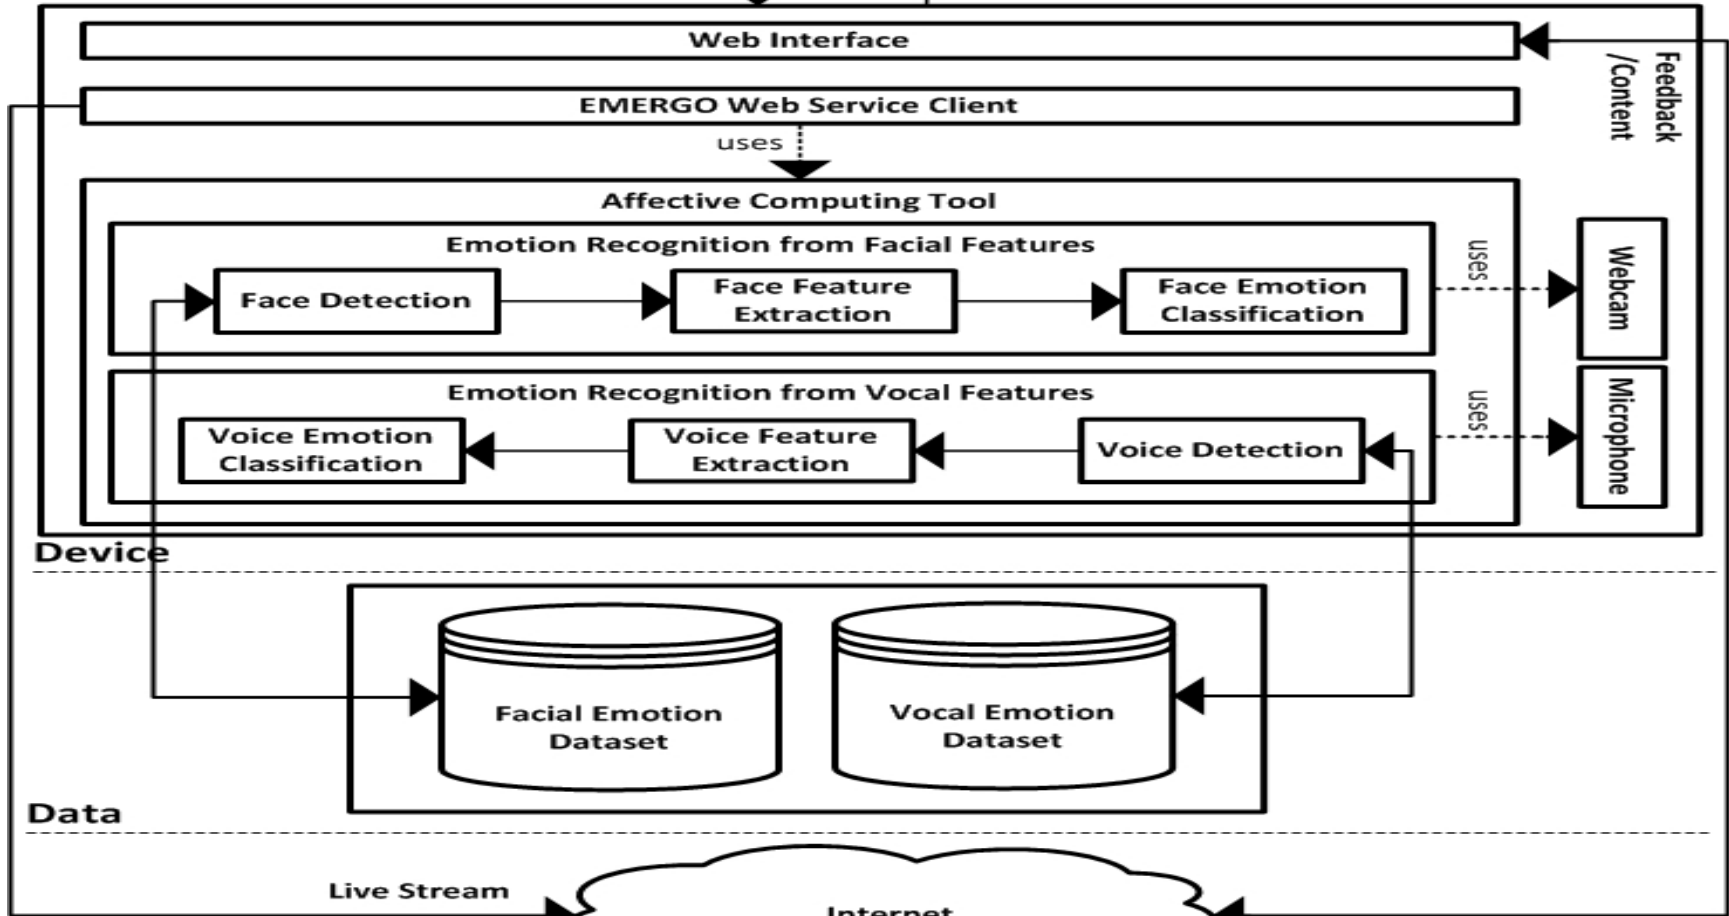 Web Interface
Feedback
/Content
EMERGO Web Service Client
uses
Affective Computing Tool
Emotion Recognition from Facial Features
Face Detection
Face Feature
Extraction
Face Emotion
Classification
uses
Webcam
Emotion Recognition from Vocal Features
Voice Emotion
Classification
Voice Feature
Extraction
Voice Detection
uses
Microphone
Device
Facial Emotion
Dataset
Vocal Emotion
Dataset
Data
Live Stream
Internet